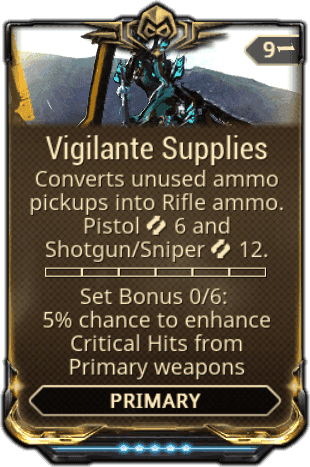 9
Vigilante Supplies
Converts unused ammo
pickups into Rifle ammo.
Pistol 6 and
Shotgun/Sniper 12.
Set Bonus 0/6:
5% chance to enhance
Critical Hits from
Primary weapons
PRIMARY